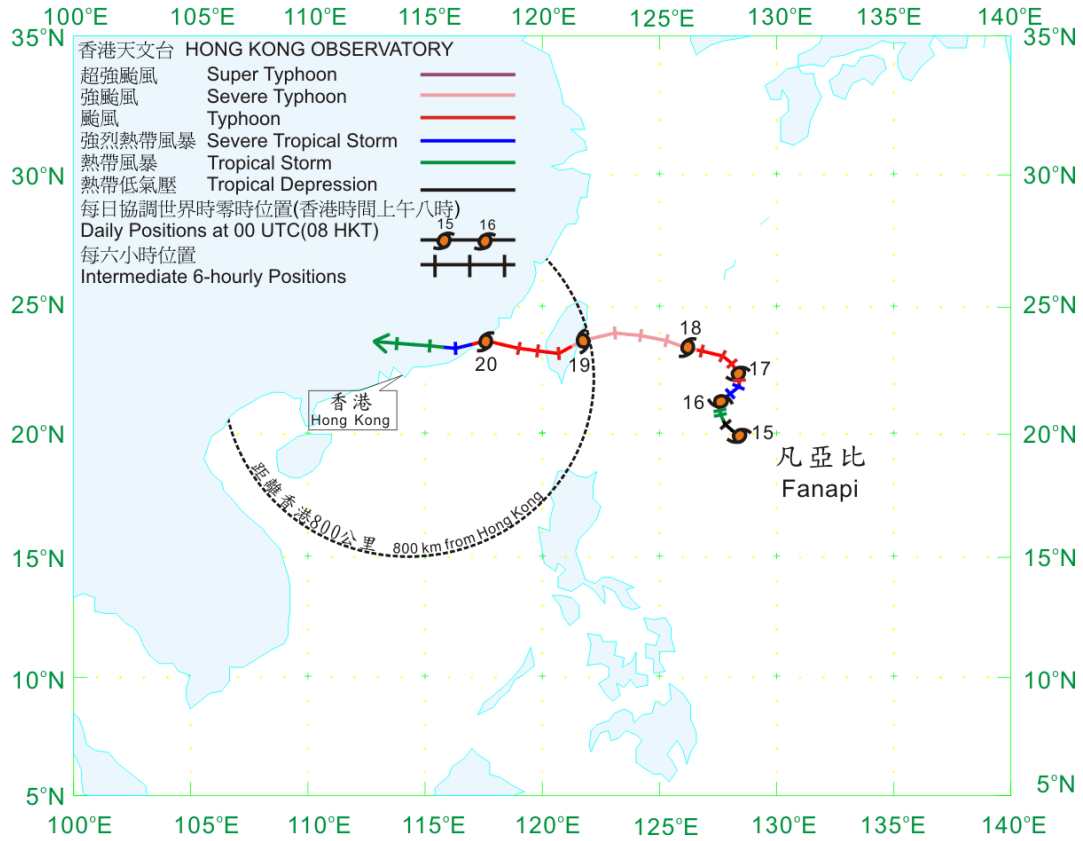 100°E 105°E 110°E 115°E 120°E 125°E 130°E 135°E 140°E
35°N 35°N
香港天文台 HONG KONG OBSERVATORY
超強颱風 Super Typhoon
強颱風 Severe Typhoon
颱風 Typhoon
強烈熱帶風暴 Severe Tropical Storm
熱帶風暴 Tropical Storm
熱帶低氣壓 Tropical Depression
每日協調世界時零時位置(香港時間上午八時)
Daily Positions at 00 UTC(08 HKT) 15 16
每六小時位置
Intermediate 6-hourly Positions
30°N 30°N
25°N 25°N
18
20 19 17
16
15
香港
Hong Kong
20°N 20°N
凡亞比
Fanapi
距離香港800公里 800 km from Hong Kong
15°N 15°N
10°N 10°N
5°N 5°N
100°E 105°E 110°E 115°E 120°E 125°E 130°E 135°E 140°E